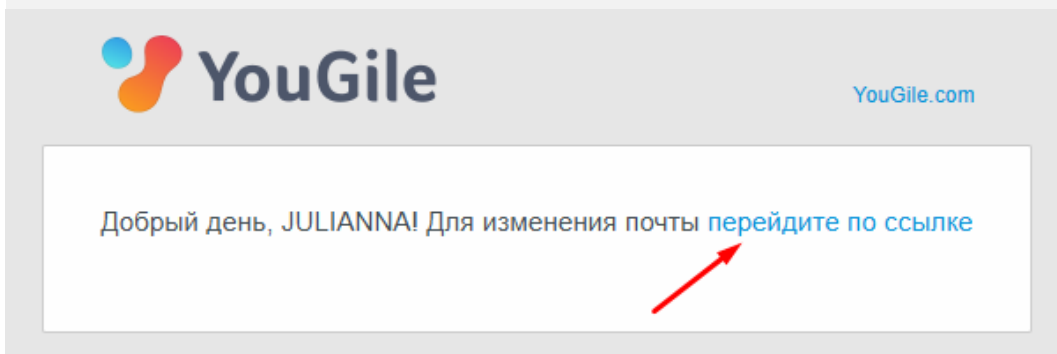 YouGile
YouGile.com
Добрый день, JULIANNA! Для изменения почты перейдите по ссылке